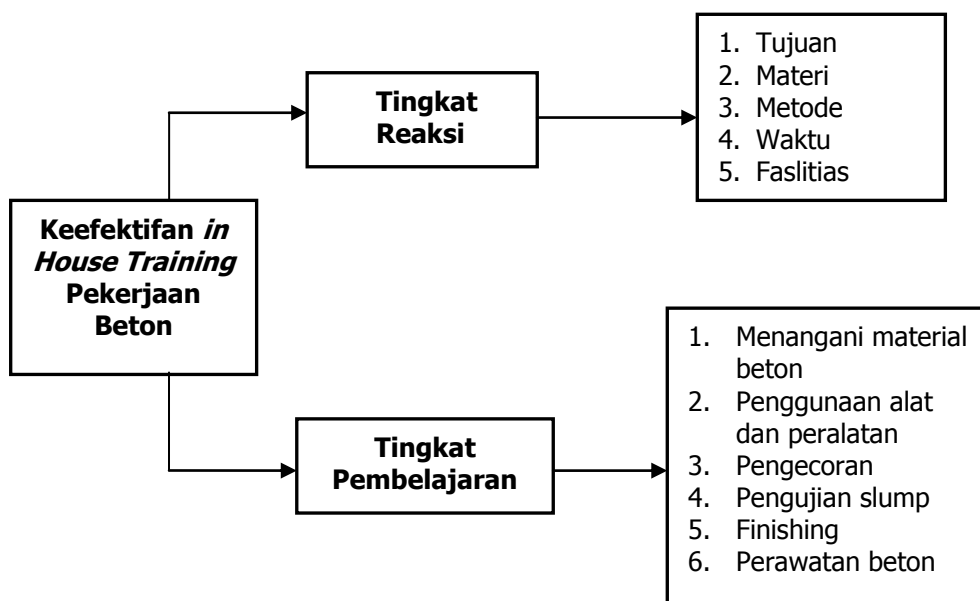 Keefektifan in
House Training
Pekerjaan
Beton
Tingkat
Reaksi
1. Tujuan
2. Materi
3. Metode
4. Waktu
5. Faslitias
Tingkat
Pembelajaran
1. Menangani material
beton
2. Penggunaan alat
dan peralatan
3. Pengecoran
4. Pengujian slump
5. Finishing
6. Perawatan beton